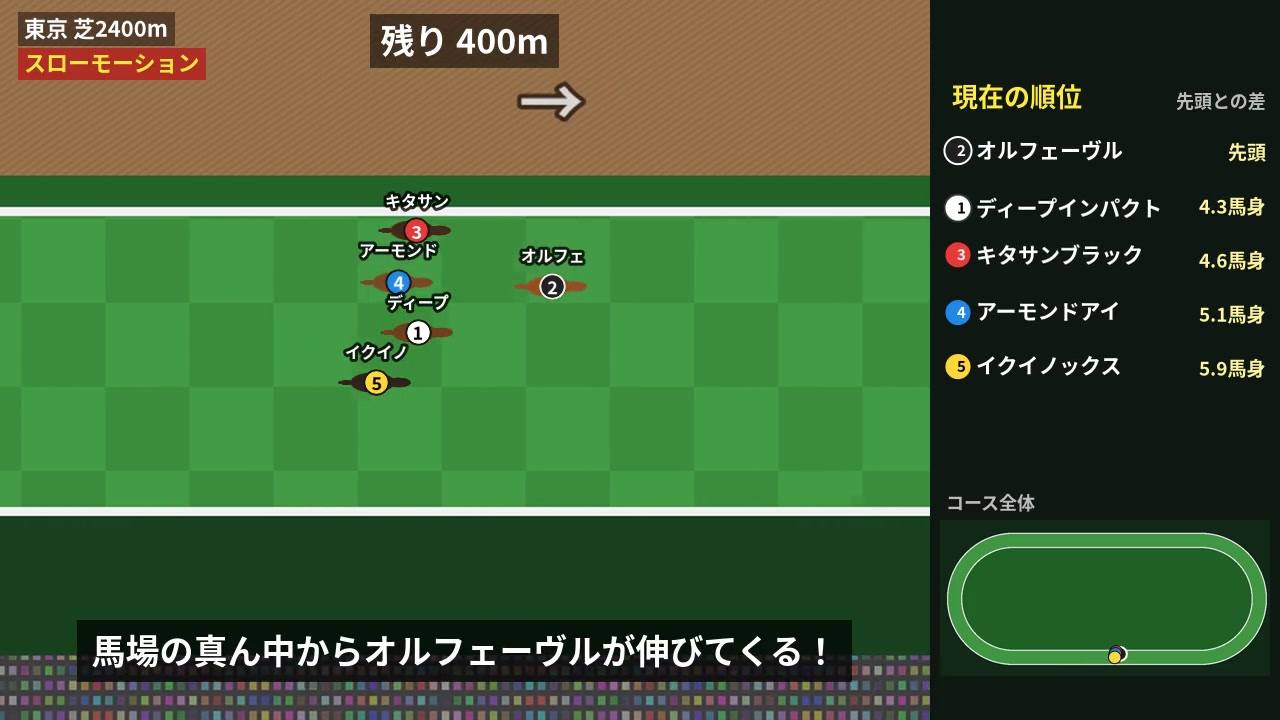 東京 芝2400m
スローモーション
残り 400m
キタサン
3
アーモンド
4
オルフェ
2
ディープ
1
イクイノ
5
馬場の真ん中からオルフェーヴルが伸びてくる！
現在の順位 先頭との差
2 オルフェーヴル 先頭
1 ディープインパクト 4.3馬身
3 キタサンブラック 4.6馬身
4 アーモンドアイ 5.1馬身
5 イクイノックス 5.9馬身
コース全体